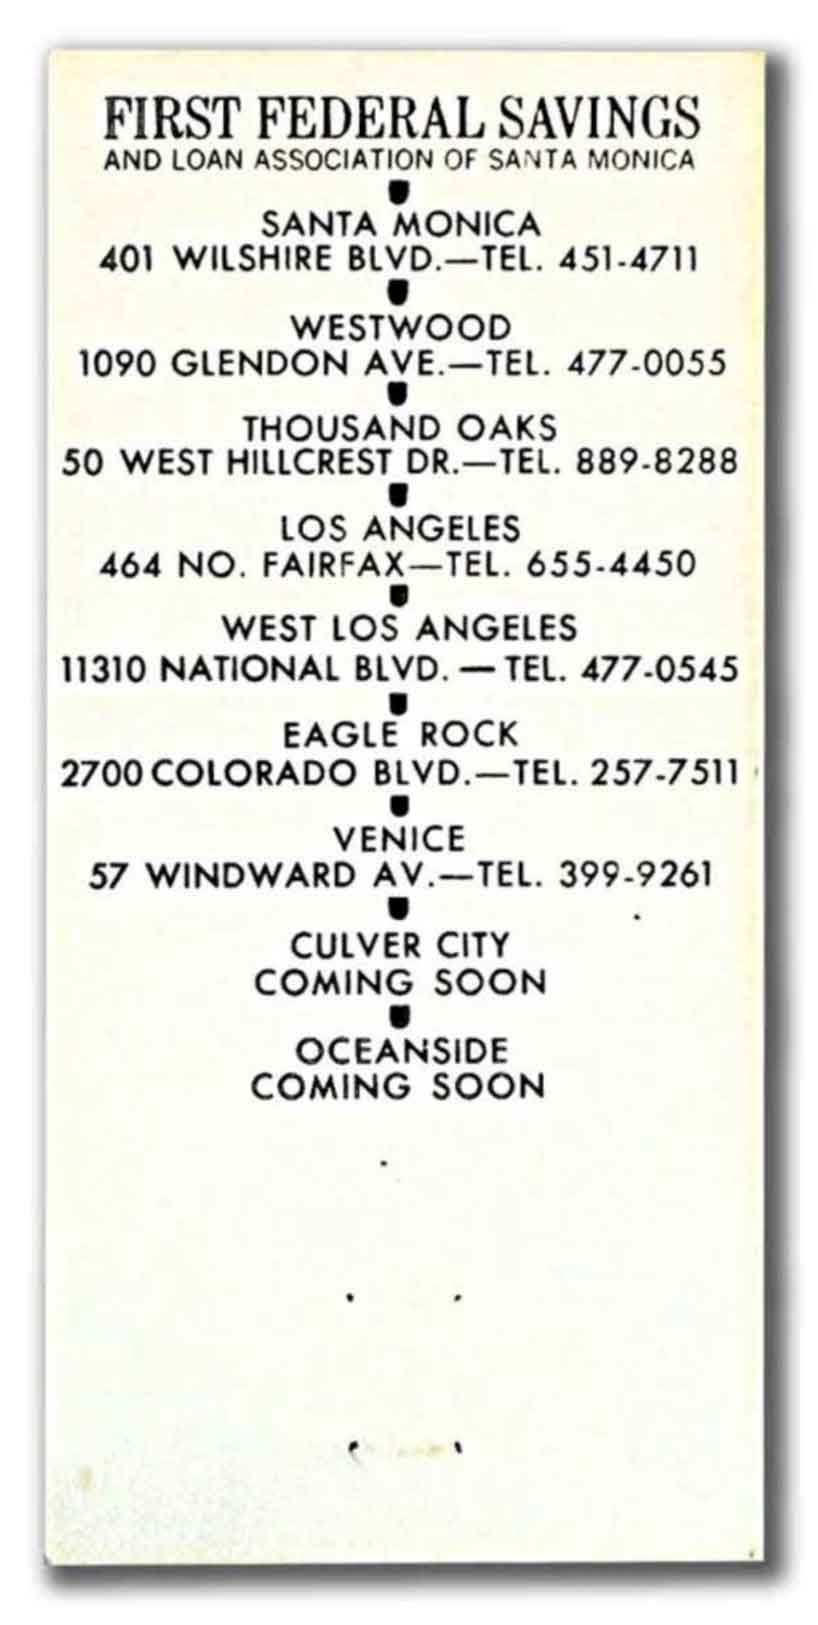 FIRST FEDERAL SAVINGS
AND LOAN ASSOCIATION OF SANTA MONICA
SANTA MONICA
401 WILSHIRE BLVD.—TEL. 451-4711
WESTWOOD
1090 GLENDON AVE.—TEL. 477-0055
THOUSAND OAKS
50 WEST HILLCREST DR.—TEL. 889-8288
LOS ANGELES
464 NO. FAIRFAX—TEL. 655-4450
WEST LOS ANGELES
11310 NATIONAL BLVD. — TEL. 477-0545
EAGLE ROCK
2700 COLORADO BLVD.—TEL. 257-7511
VENICE
57 WINDWARD AV.—TEL. 399-9261
CULVER CITY
COMING SOON
OCEANSIDE
COMING SOON